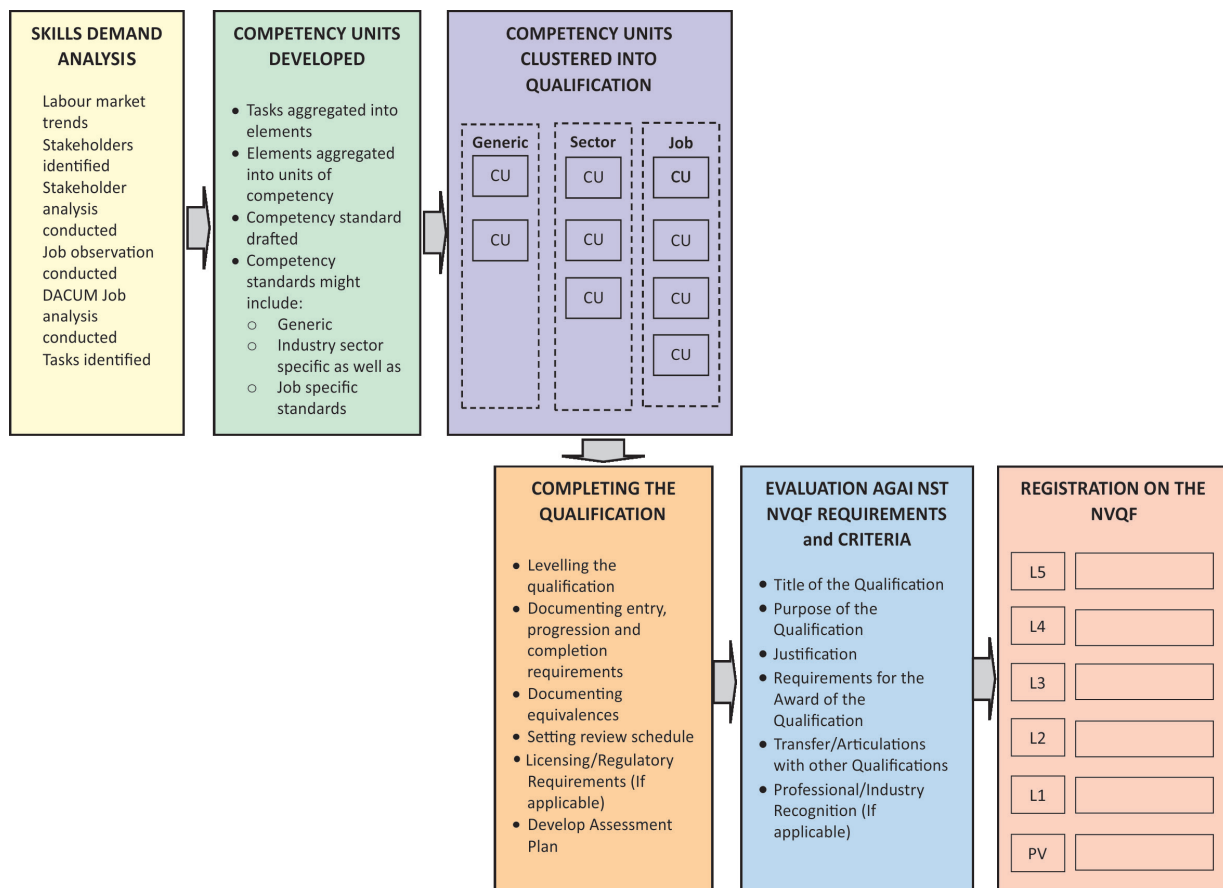 SKILLS DEMAND
ANALYSIS
Labour market
trends
Stakeholders
identified
Stakeholder
analysis
conducted
Job observation
conducted
DACUM Job
analysis
conducted
Tasks identified
COMPETENCY UNITS
DEVELOPED
• Tasks aggregated into
elements
• Elements aggregated
into units of
competency
• Competency standard
drafted
• Competency
standards might
include:
○ Generic
○ Industry sector
specific as well as
○ Job specific
standards
COMPETENCY UNITS
CLUSTERED INTO
QUALIFICATION
Generic
CU
CU
Sector
CU
CU
CU
Job
CU
CU
CU
CU
COMPLETING THE
QUALIFICATION
• Levelling the
qualification
• Documenting entry,
progression and
completion
requirements
• Documenting
equivalences
• Setting review schedule
• Licensing/Regulatory
Requirements (If
applicable)
• Develop Assessment
Plan
EVALUATION AGAI NST
NVQF REQUIREMENTS
and CRITERIA
• Title of the Qualification
• Purpose of the
Qualification
• Justification
• Requirements for the
Award of the
Qualification
• Transfer/Articulations
with other Qualifications
• Professional/Industry
Recognition (If
applicable)
REGISTRATION ON THE
NVQF
L5
L4
L3
L2
L1
PV